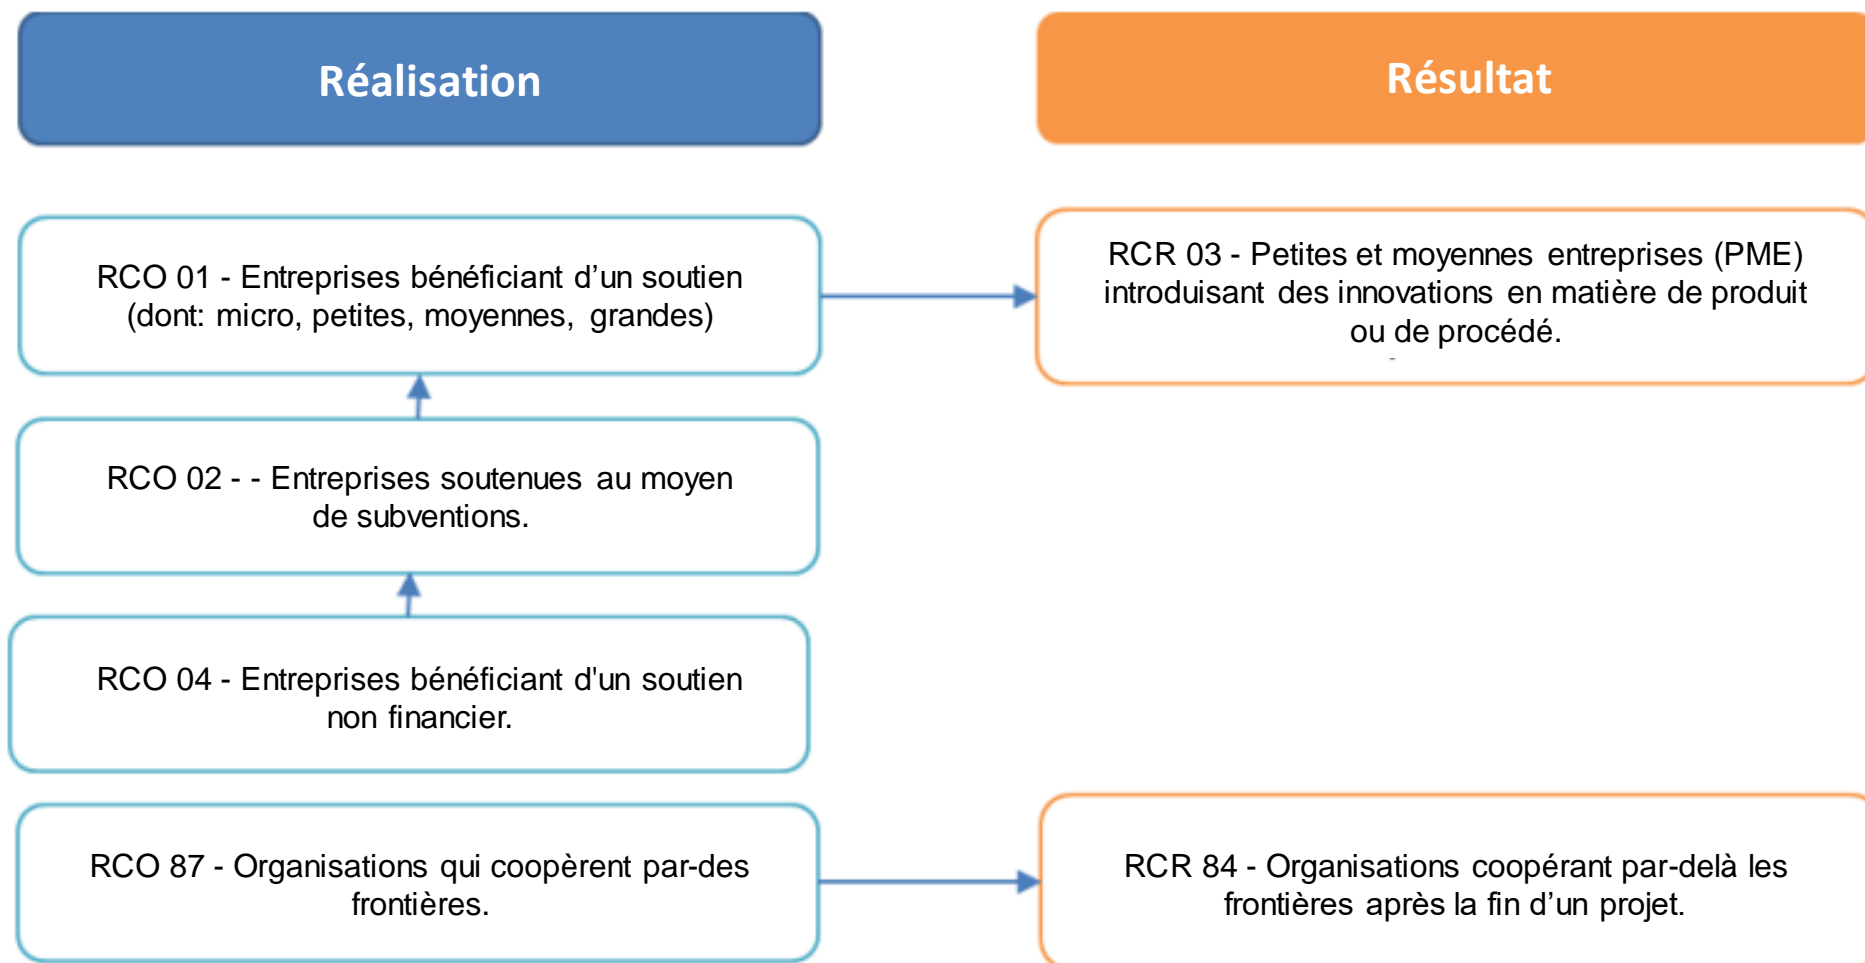 Réalisation
Résultat
RCO 01 - Entreprises bénéficiant d’un soutien
(dont: micro, petites, moyennes, grandes)
RCR 03 - Petites et moyennes entreprises (PME)
introduisant des innovations en matière de produit
ou de procédé.
RCO 02 - - Entreprises soutenues au moyen
de subventions.
RCO 04 - Entreprises bénéficiant d'un soutien
non financier.
RCO 87 - Organisations qui coopèrent par-des
frontières.
RCR 84 - Organisations coopérant par-delà les
frontières après la fin d’un projet.